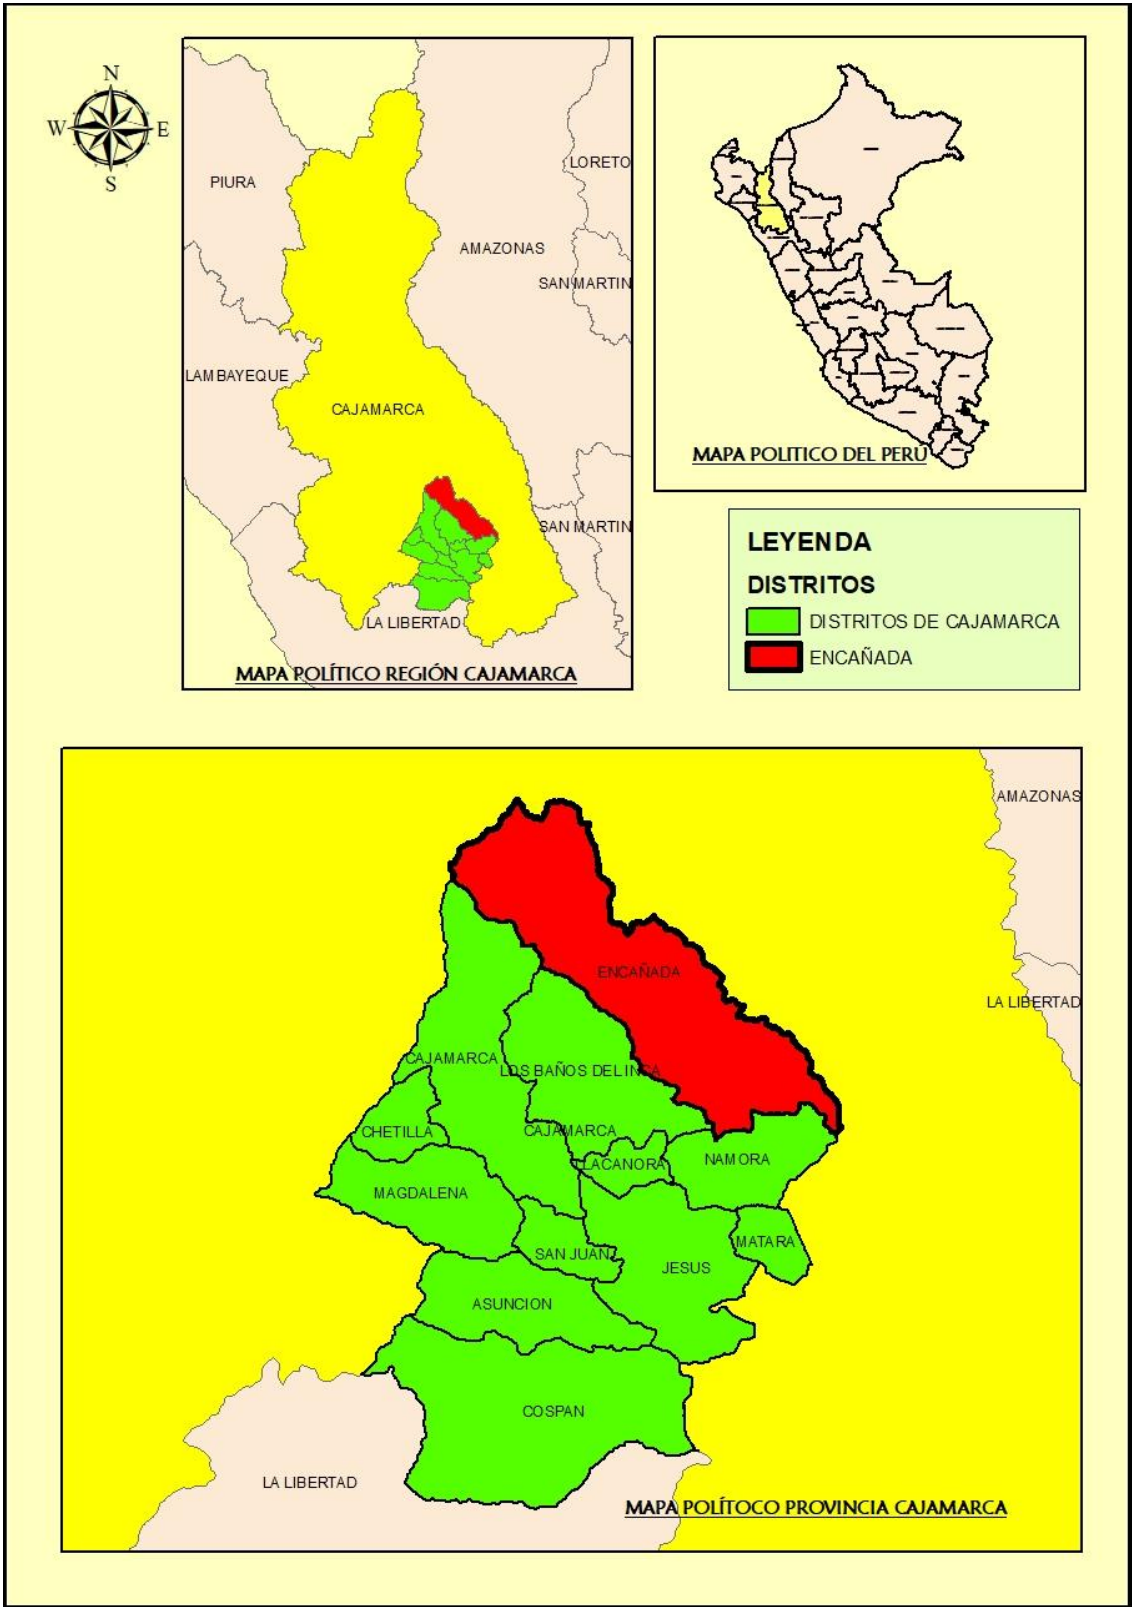 N
W
E
S
PIURA
LORETO
AMAZONAS
SAN MARTIN
LAMBAYEQUE
CAJAMARCA
SAN MARTIN
LA LIBERTAD
MAPA POLÍTICO REGIÓN CAJAMARCA
MAPA POLITICO DEL PERÚ
LEYENDA
DISTRITOS
DISTRITOS DE CAJAMARCA
ENCAÑADA
AMAZONAS
ENCAÑADA
LA LIBERTAD
CAJAMARCA
LOS BAÑOS DEL INCA
CHETILLA
CAJAMARCA
LLACANORA
NAMORA
MAGDALENA
SAN JUAN
MATARA
JESUS
ASUNCION
COSPAN
LA LIBERTAD
MAPA POLÍTOCO PROVINCIA CAJAMARCA